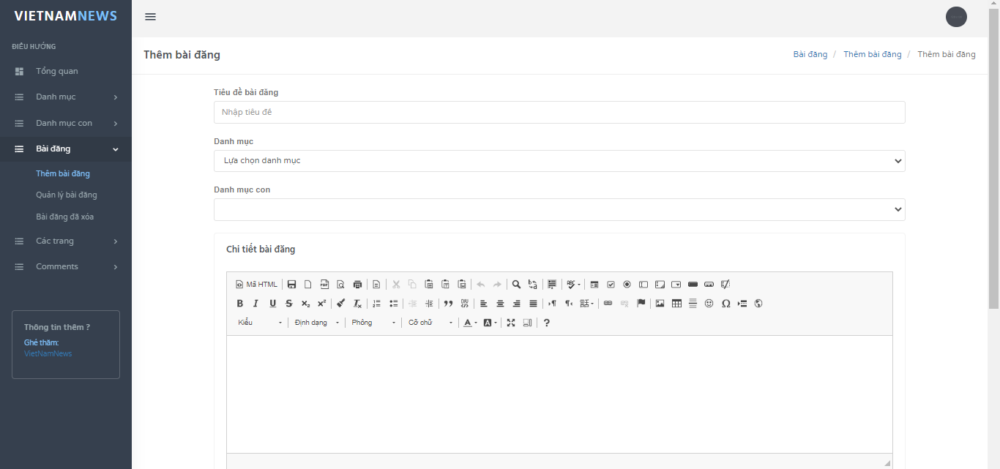 VIETNAMNEWS
ĐIỀU HƯỚNG
Tổng quan
Danh mục
Danh mục con
Bài đăng
Thêm bài đăng
Quản lý bài đăng
Bài đăng đã xóa
Các trang
Comments
Thông tin thêm ?
Ghé thăm:
VietNamNews
Thêm bài đăng
Bài đăng / Thêm bài đăng / Thêm bài đăng
Tiêu đề bài đăng
Nhập tiêu đề
Danh mục
Lựa chọn danh mục
Danh mục con
Chi tiết bài đăng
Mã HTML
Kiểu Định dạng Phông Cỡ chữ